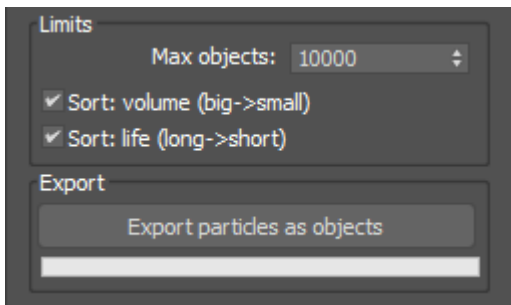 Limits
Max objects: 10000
Sort: volume (big->small)
Sort: life (long->short)
Export
Export particles as objects